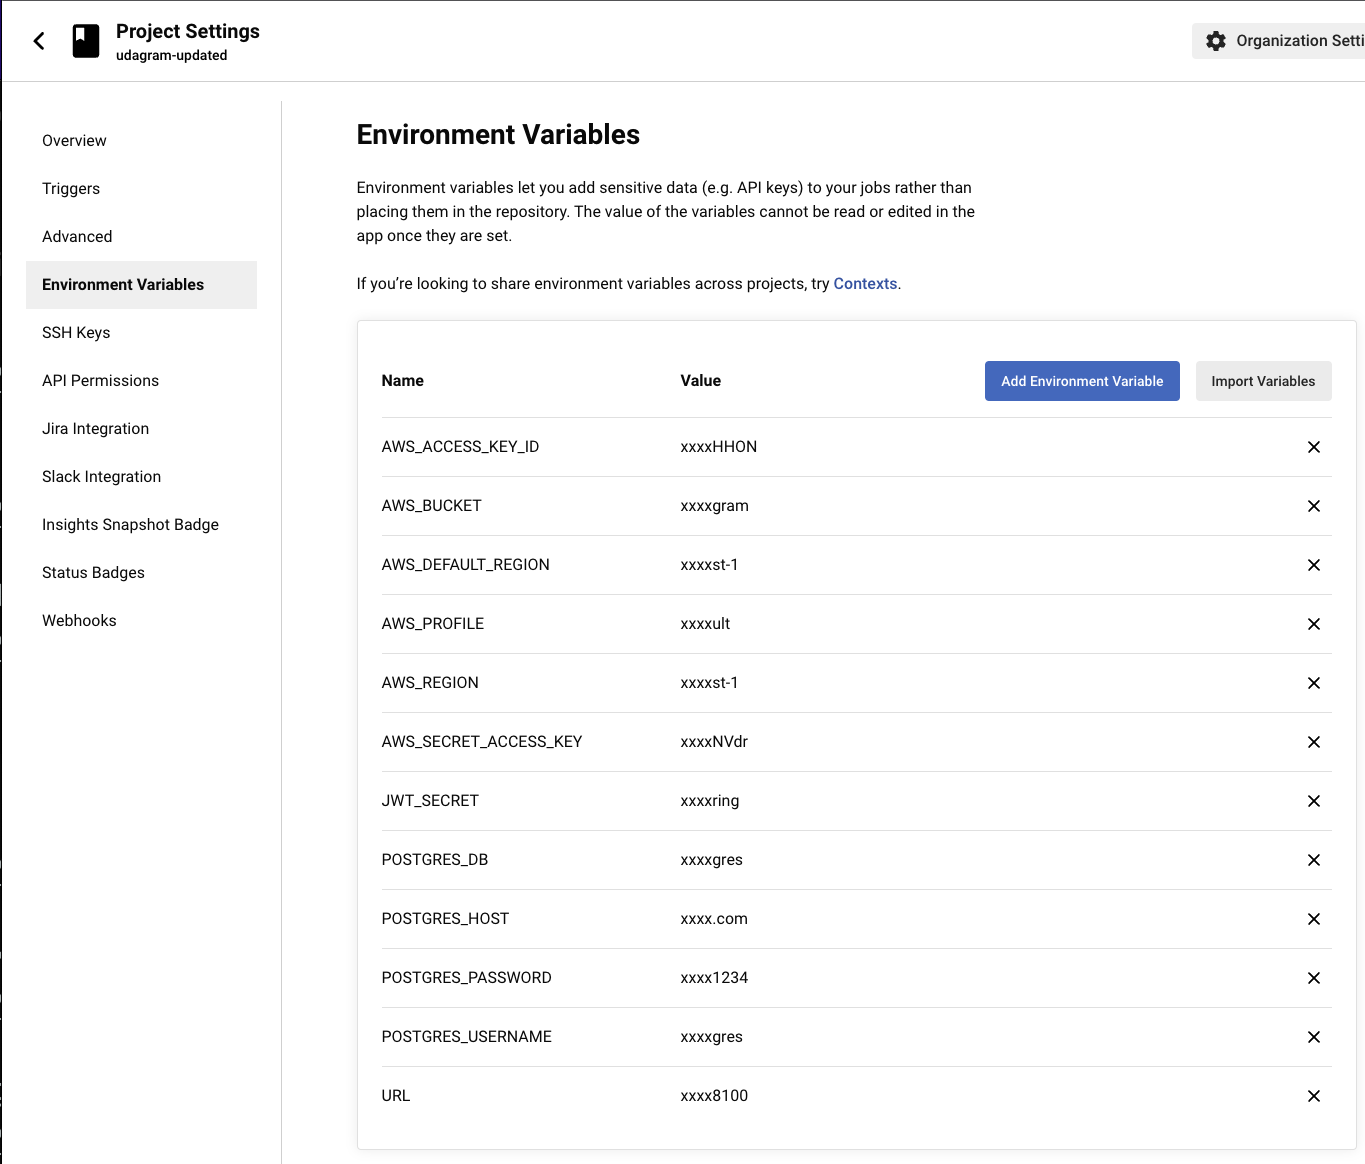 Project Settings
udagram-updated
Organization Setti
Overview
Triggers
Advanced
Environment Variables
SSH Keys
API Permissions
Jira Integration
Slack Integration
Insights Snapshot Badge
Status Badges
Webhooks
Environment Variables
Environment variables let you add sensitive data (e.g. API keys) to your jobs rather than
placing them in the repository. The value of the variables cannot be read or edited in the
app once they are set.
If you’re looking to share environment variables across projects, try Contexts.
Name Value Add Environment Variable Import Variables
AWS_ACCESS_KEY_ID xxxxHHON
AWS_BUCKET xxxxgram
AWS_DEFAULT_REGION xxxxst-1
AWS_PROFILE xxxxult
AWS_REGION xxxxst-1
AWS_SECRET_ACCESS_KEY xxxxNVdr
JWT_SECRET xxxxring
POSTGRES_DB xxxxgres
POSTGRES_HOST xxxx.com
POSTGRES_PASSWORD xxxx1234
POSTGRES_USERNAME xxxxgres
URL xxxx8100